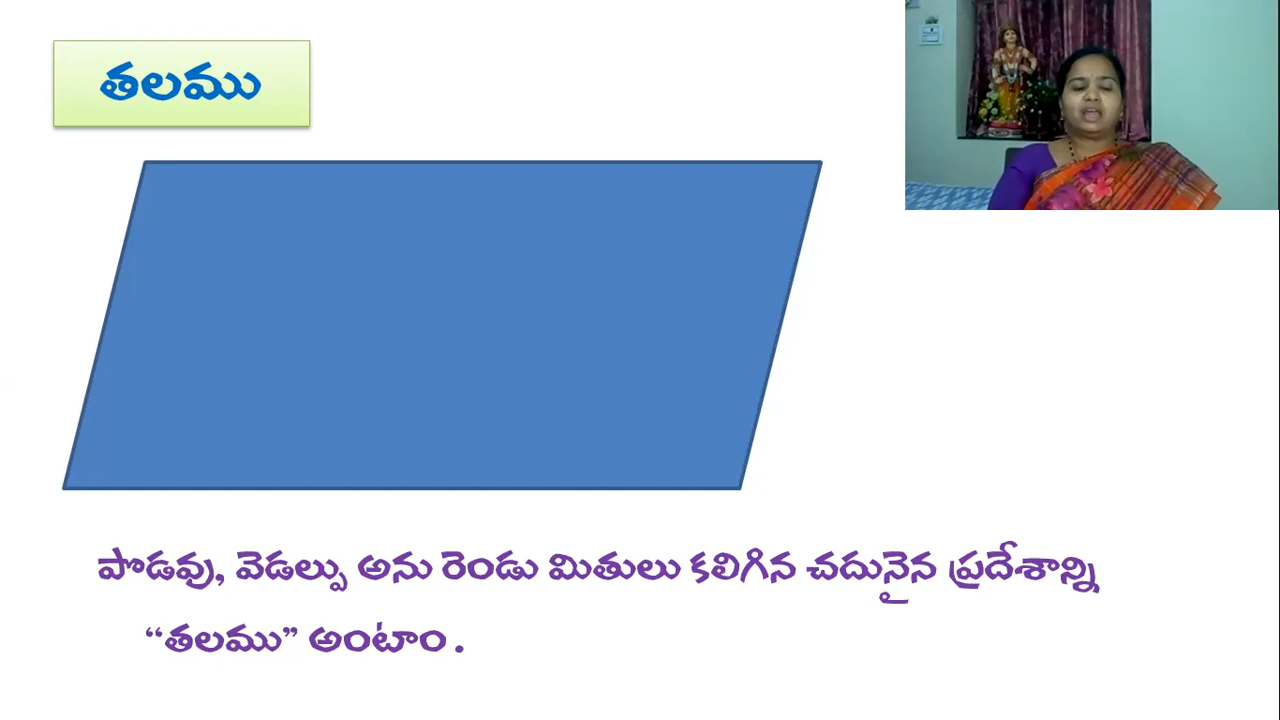 తలము
పొడవు, వెడల్పు అను రెండు మితులు కలిగిన చదునైన ప్రదేశాన్ని
“తలము” అంటాం.